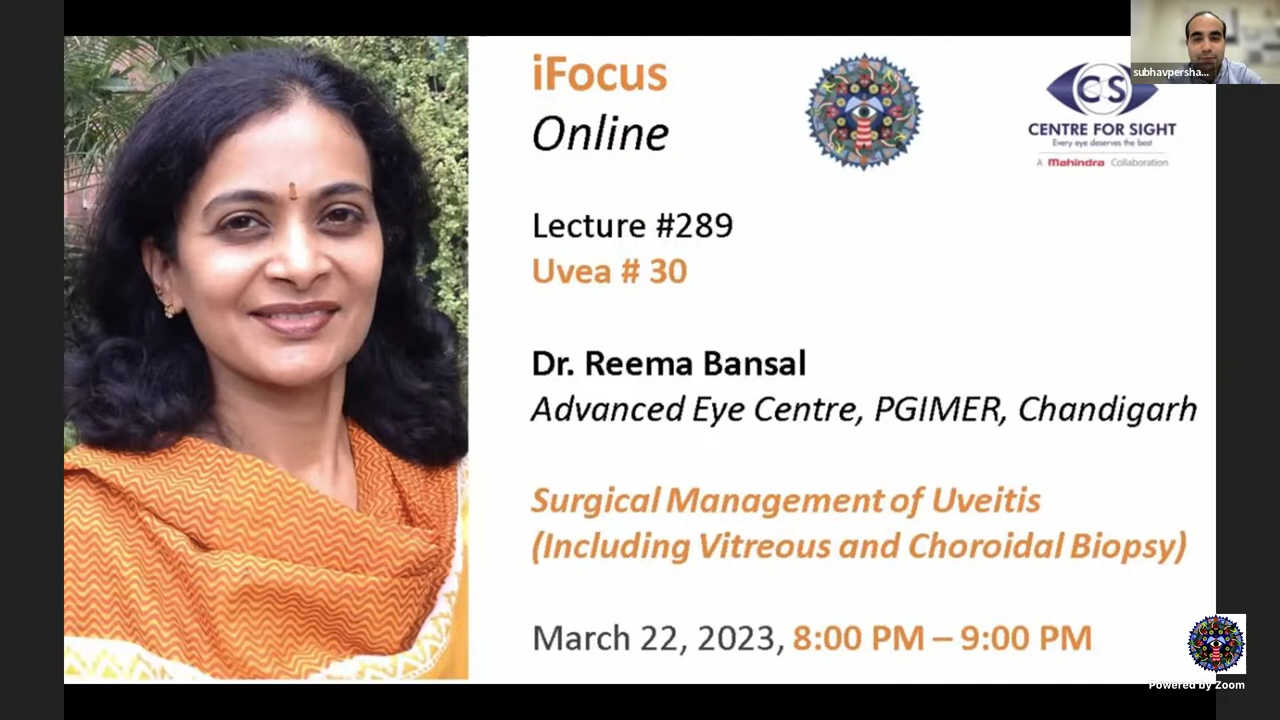 iFocus
Online
CS
CENTRE FOR SIGHT
Every eye deserves the best
A Mahindra Collaboration
subhavpersha...
Lecture #289
Uvea # 30
Dr. Reema Bansal
Advanced Eye Centre, PGIMER, Chandigarh
Surgical Management of Uveitis
(Including Vitreous and Choroidal Biopsy)
March 22, 2023, 8:00 PM – 9:00 PM
Powered by Zoom